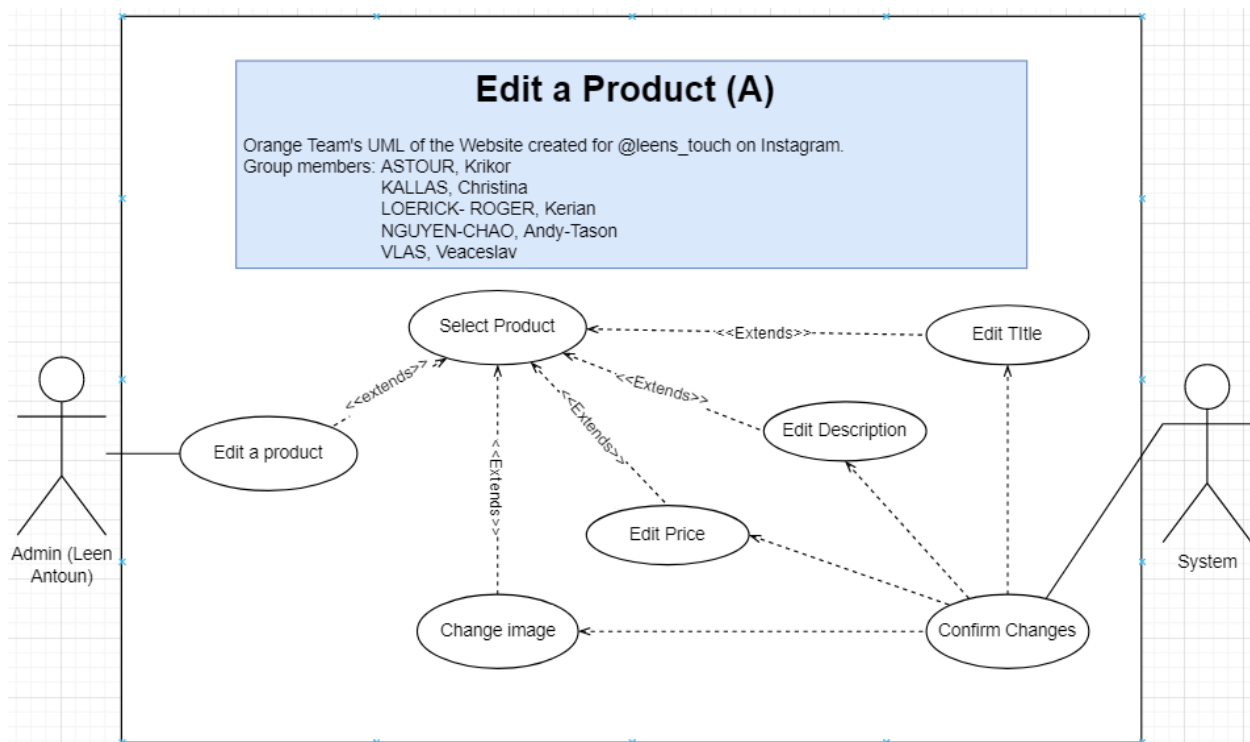 Edit a Product (A)
Orange Team's UML of the Website created for @leens_touch on Instagram.
Group members: ASTOUR, Krikor
KALLAS, Christina
LOERICK- ROGER, Kerian
NGUYEN-CHAO, Andy-Tason
VLAS, Veaceslav
Select Product
<<Extends>>
Edit TItle
<<extends>>
<<Extends>>
<<Extends>>
<<Extends>>
Edit Description
Edit a product
Edit Price
Admin (Leen
Antoun)
System
Change image
Confirm Changes